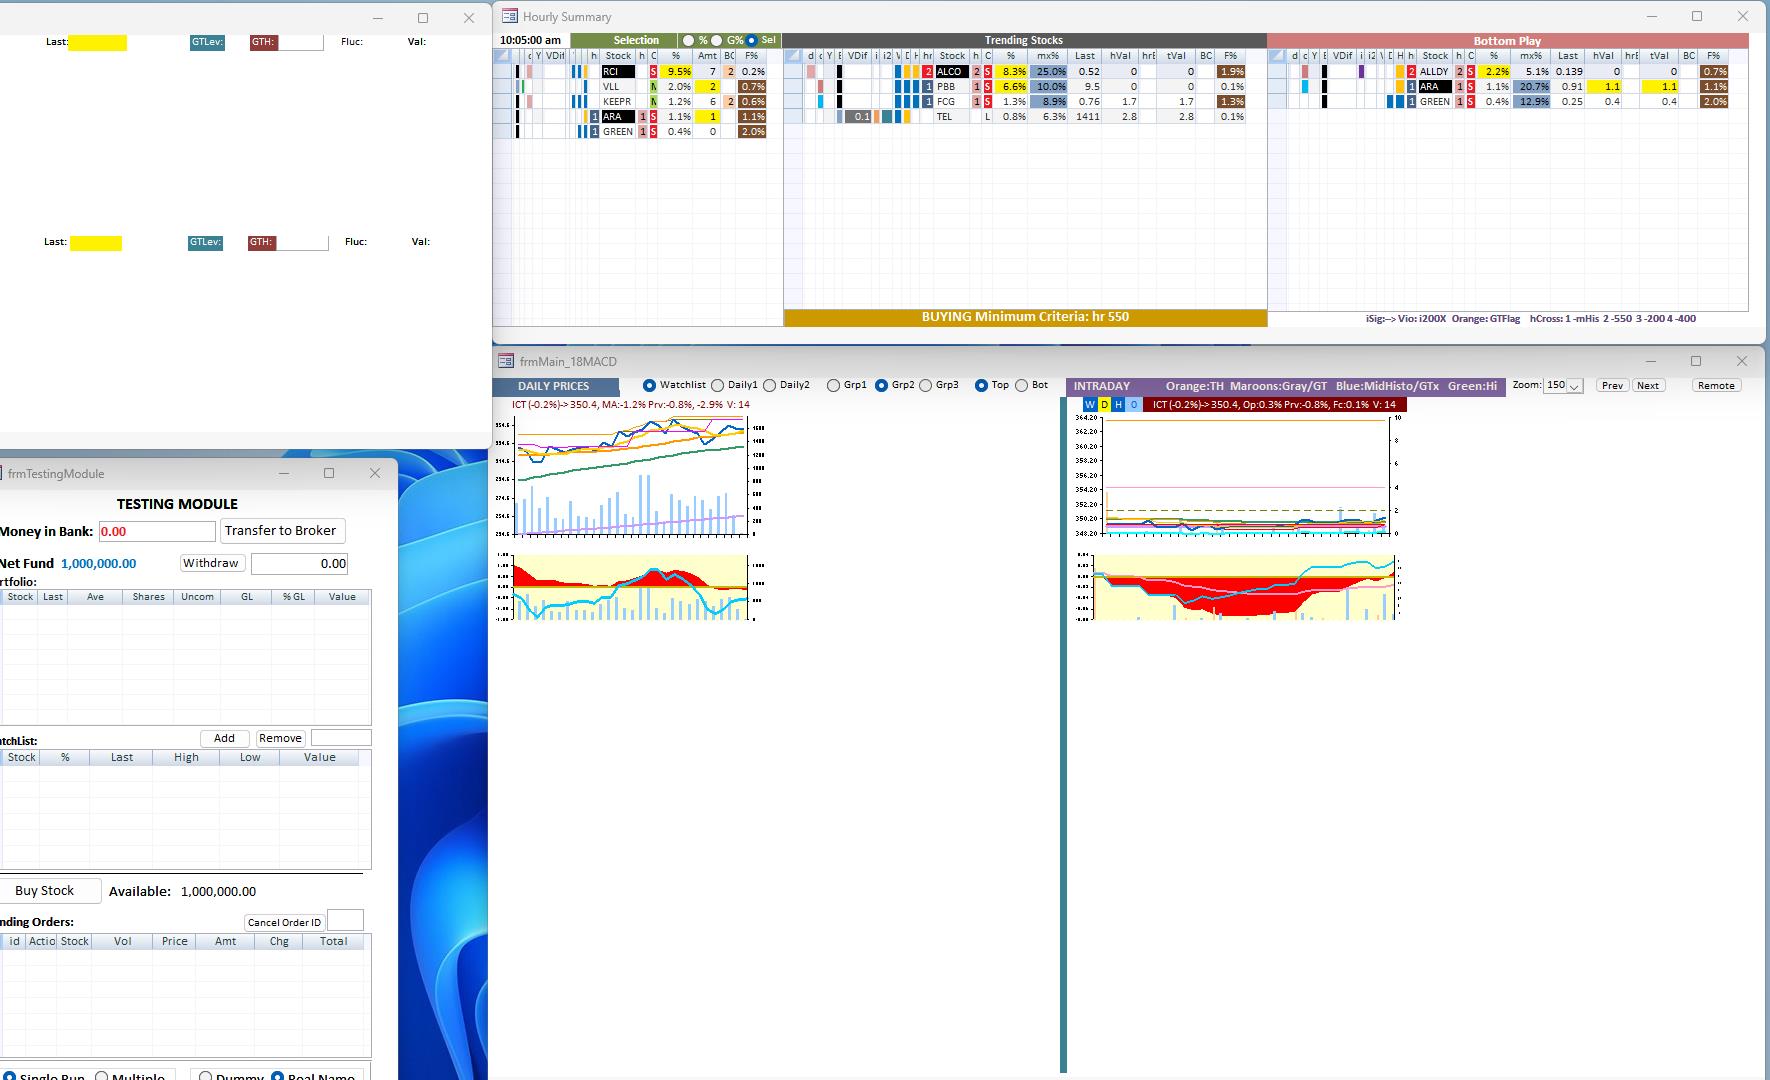 Last: GTLev: GTH: Fluc: Val:
Last: GTLev: GTH: Fluc: Val:
Hourly Summary
10:05:00 am Selection % G% Sel Trending Stocks Bottom Play
Stock h C % Amt BC F%
RCI S 9.5% 7 2 0.2%
VLL N 2.0% 2 0.7%
KEEPR N 1.2% 6 2 0.6%
1 ARA 1 S 1.1% 1 1.1%
1 GREEN 1 S 0.4% 0 2.0%
VDif i i2 Stock h C % mx% Last hVal hrE tVal BC F%
2 ALCO 2 S 8.3% 25.0% 0.52 0 0 1.9%
1 PBB 1 S 6.6% 10.0% 9.5 0 0 0.1%
1 FCG 1 S 1.3% 8.9% 0.76 1.7 1.7 1.3%
0.1 TEL L 0.8% 6.3% 1411 2.8 2.8 0.1%
BUYING Minimum Criteria: hr 550
VDif i i2 Stock h C % mx% Last hVal hrE tVal BC F%
2 ALLDY 2 S 2.2% 5.1% 0.139 0 0 0.7%
1 ARA 1 S 1.1% 20.7% 0.91 1.1 1.1 1.1%
1 GREEN 1 S 0.4% 12.9% 0.25 0.4 0.4 2.0%
iSig:--> Vio: i200X Orange: GTFlag hCross: 1 -mHis 2 -550 3 -200 4 -400
frmMain_18MACD
DAILY PRICES Watchlist Daily1 Daily2 Grp1 Grp2 Grp3 Top Bot
INTRADAY Orange:TH Maroons:Gray/GT Blue:MidHisto/GTx Green:Hi Zoom: 150 Prev Next Remote
ICT (-0.2%)-> 350.4, MA:-1.2% Prv:-0.8%, -2.9% V: 14
W D H 0 ICT (-0.2%)-> 350.4, Op:0.3% Prv:-0.8%, Fc:0.1% V: 14
364.20
362.20
360.20
358.20
356.20
354.20
352.20
350.20
348.20
10
8
6
4
2
0
frmTestingModule
TESTING MODULE
Money in Bank: 0.00 Transfer to Broker
Net Fund 1,000,000.00 Withdraw 0.00
rtfolio:
Stock Last Ave Shares Uncom GL % GL Value
atchList: Add Remove
Stock % Last High Low Value
Buy Stock Available: 1,000,000.00
nding Orders: Cancel Order ID
id Actio Stock Vol Price Amt Chg Total
Single Run Multiple Dummy Real Name